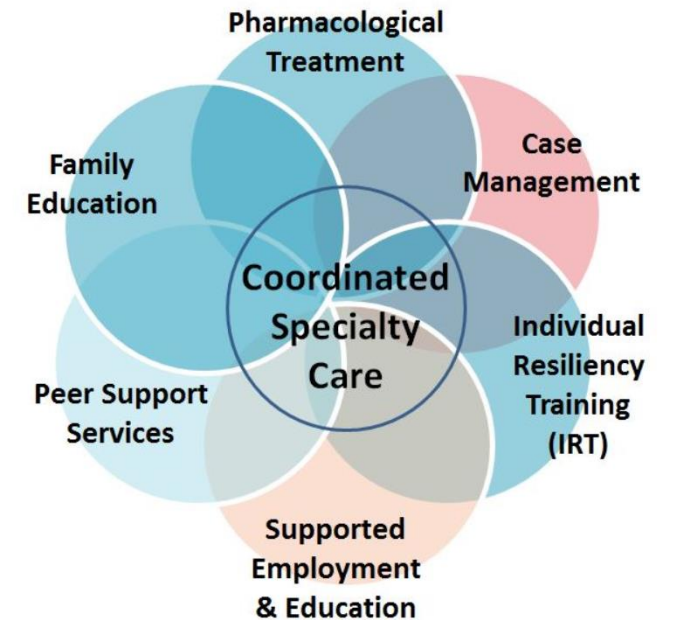 Pharmacological
Treatment
Case
Management
Family
Education
Coordinated
Specialty
Care
Individual
Resiliency
Training
(IRT)
Peer Support
Services
Supported
Employment
& Education